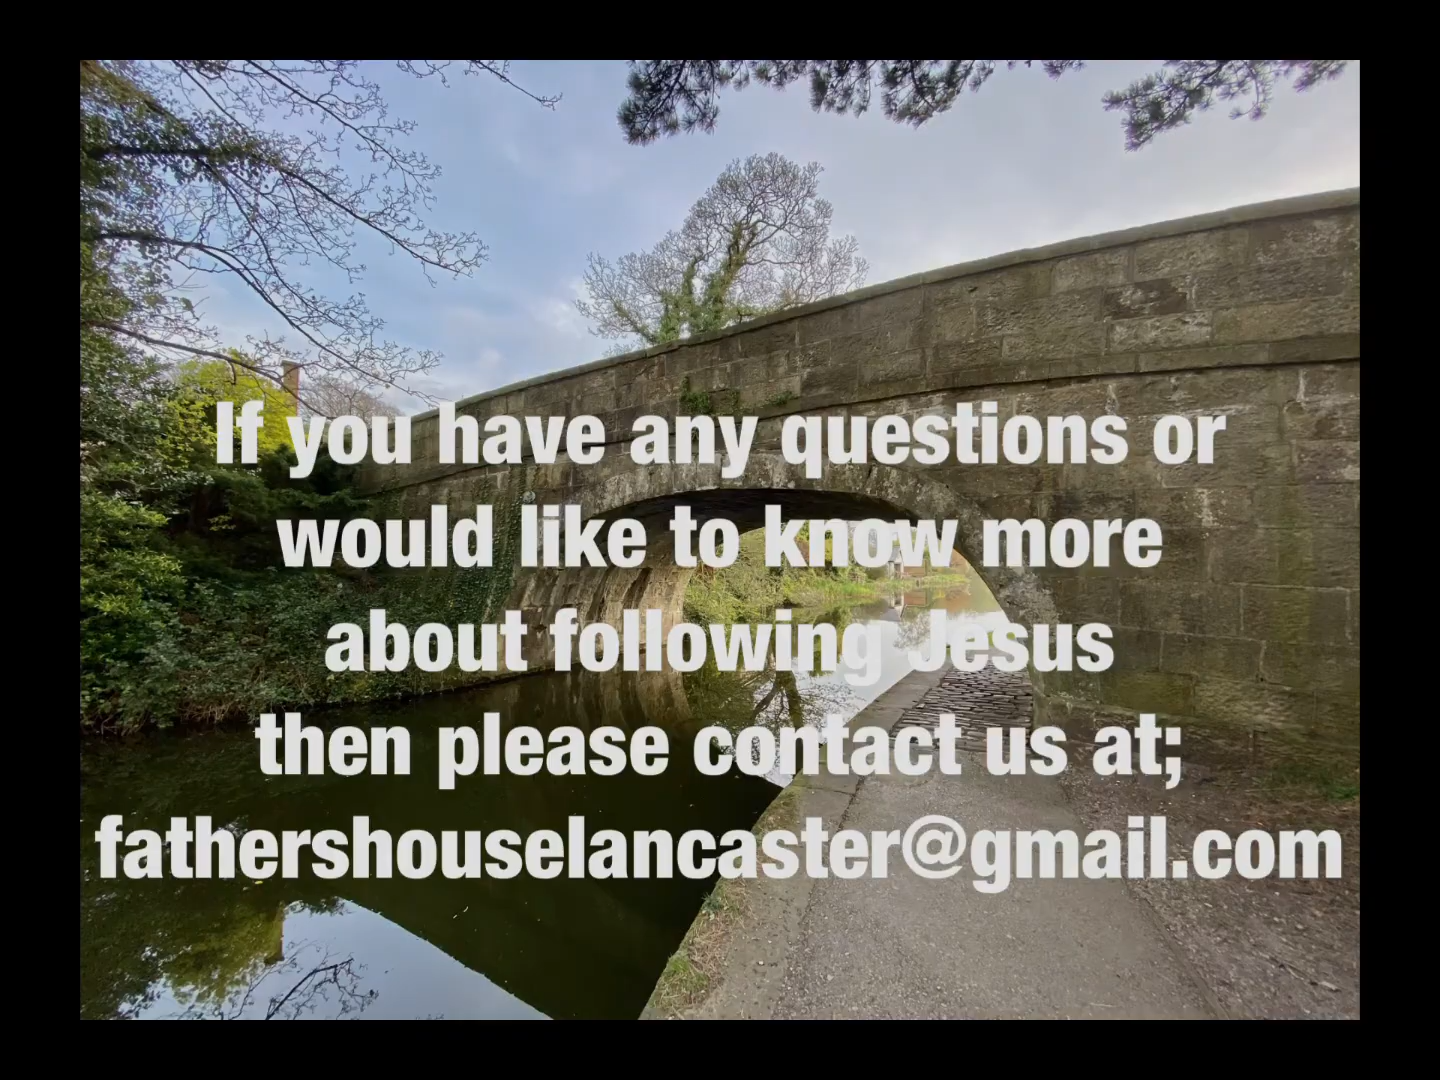 If you have any questions or
would like to know more
about following Jesus
then please contact us at;
fathershouselancaster@gmail.com